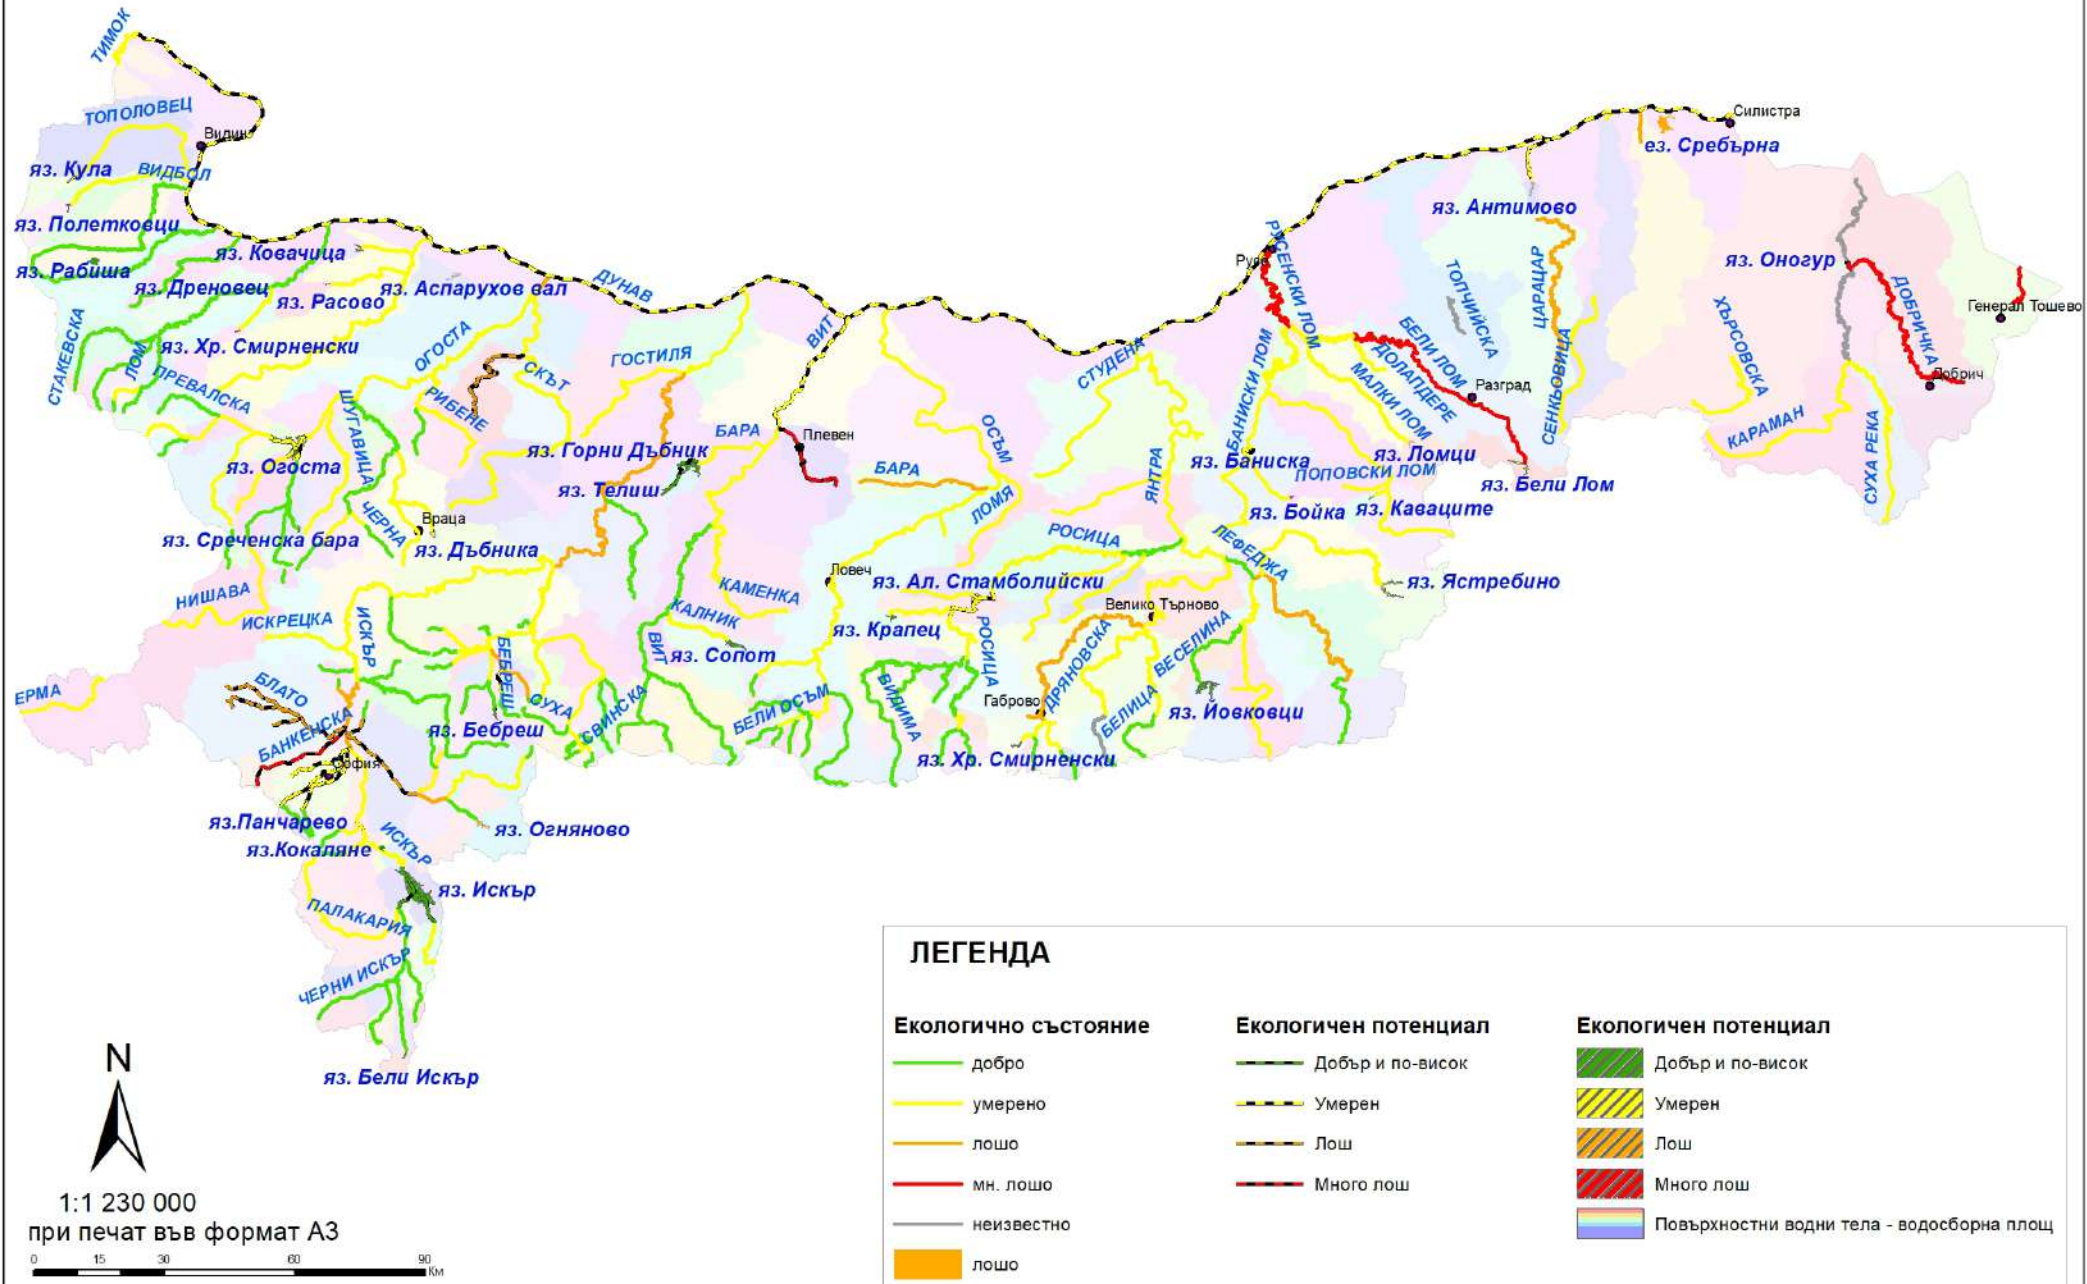 ТИМОК
ТОПОЛОВЕЦ
Видин
яз. Кула
ВИДБОЛ
яз. Полетковци
яз. Рабиша
яз. Ковачица
яз. Дреновец
яз. Расово
яз. Аспарухов вал
ДУНАВ
СТАКЕВСКА
ЛОМ
яз. Хр. Смирненски
ПРЕВАЛСКА
ОГОСТА
ШУГАВИЦА
РИБЕНЕ
СКЪТ
ГОСТИЛЯ
ВИТ
яз. Огоста
яз. Горни Дъбник
яз. Телиш
БАРА
Плевен
БАРА
ОСЪМ
ЛОМЯ
ЧЕРНА
Враца
яз. Среченска бара
яз. Дъбника
НИШАВА
ИСКРЕЦКА
ИСКЪР
БЕБРЕШ
КАМЕНКА
КАЛНИК
ВИТ
яз. Сопот
Ловеч
яз. Ал. Стамболийски
яз. Крапец
РОСИЦА
РОСИЦА
Велико Търново
СТУДЕНА
ЯНТРА
ЛЕФЕДЖА
яз. Ястребино
Русе
РУСЕНСКИ ЛОМ
БАНИСКИ ЛОМ
яз. Баниска
БЕЛИ ЛОМ
ДОЛАПДЕРЕ
МАЛКИ ЛОМ
Разград
яз. Ломци
ПОПОВСКИ ЛОМ
яз. Бели Лом
яз. Бойка
яз. Каваците
яз. Антимово
ТОПЧИЙСКА
ЦАРАЦАР
СЕНКЬОВИЦА
Силистра
ез. Сребърна
яз. Оногур
ДОБРИЧКА
Генерал Тошево
ХЪРСОВСКА
Добрич
КАРАМАН
СУХА РЕКА
ЕРМА
БЛАТО
БАНКЕНСКА
София
яз. Бебреш
СУХА
СВИНСКА
БЕЛИ ОСЪМ
ВИДИМА
Габрово
ДРЯНОВСКА
БЕЛИЦА
ВЕСЕЛИНА
яз. Йовковци
яз. Хр. Смирненски
яз.Панчарево
яз.Кокаляне
ИСКЪР
яз. Огняново
яз. Искър
ПАЛАКАРИЯ
ЧЕРНИ ИСКЪР
яз. Бели Искър
N
1:1 230 000
при печат във формат А3
0 15 30 60 90
Км
ЛЕГЕНДА
Екологично състояние
добро
умерено
лошо
мн. лошо
неизвестно
лошо
Екологичен потенциал
Добър и по-висок
Умерен
Лош
Много лош
Екологичен потенциал
Добър и по-висок
Умерен
Лош
Много лош
Повърхностни водни тела - водосборна площ